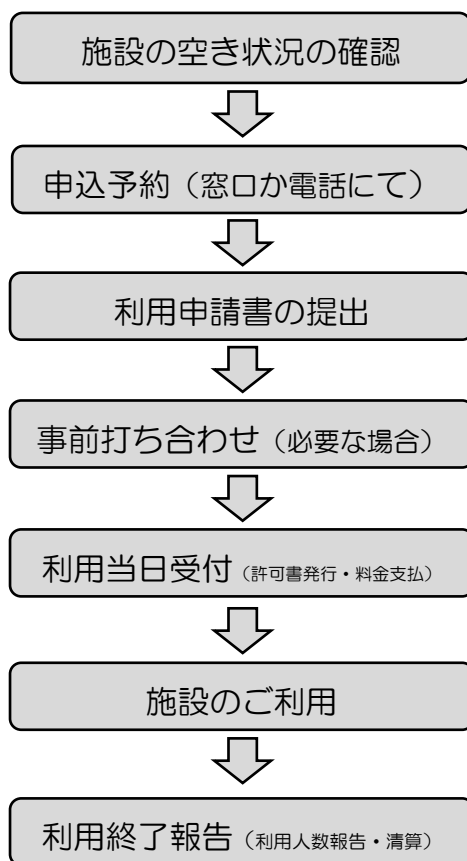 施設の空き状況の確認
申込予約（窓口か電話にて）
利用申請書の提出
事前打ち合わせ（必要な場合）
利用当日受付（許可書発行・料金支払）
施設のご利用
利用終了報告（利用人数報告・清算）